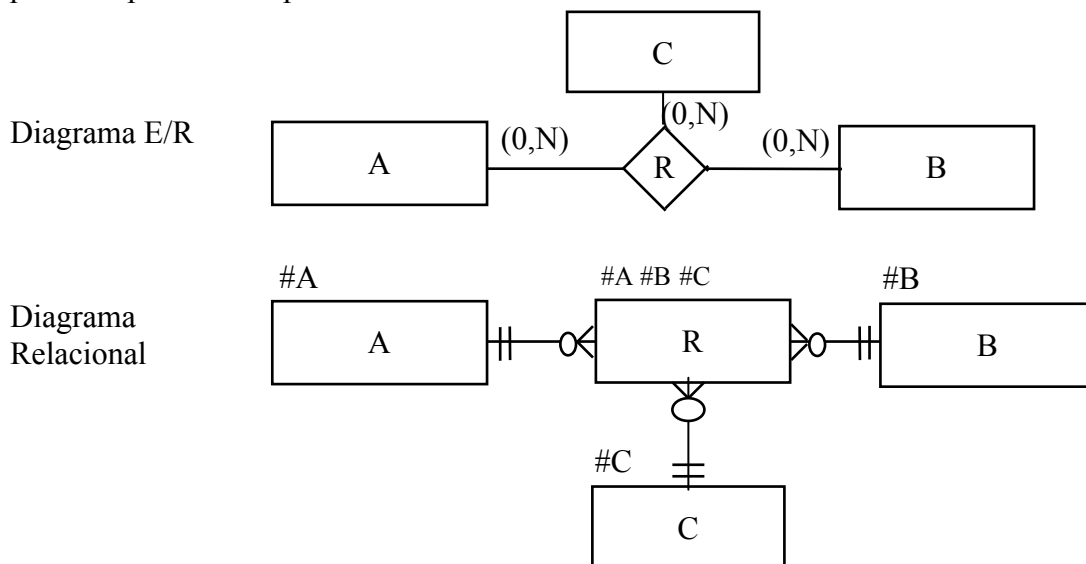 C
Diagrama E/R
(0,N)
(0,N)
(0,N)
A
R
B
#A
#A #B #C
#B
Diagrama
Relacional
A
R
B
#C
C